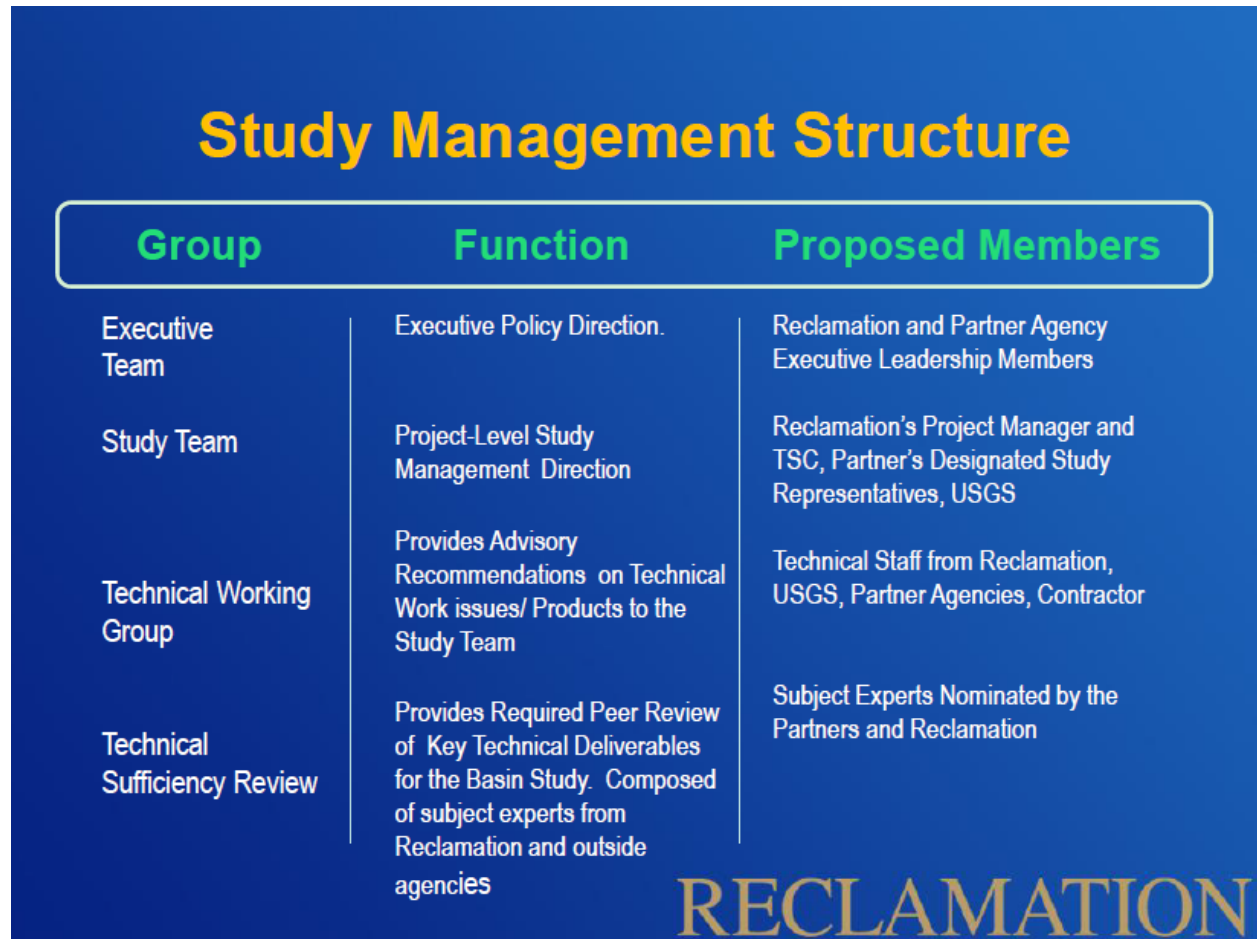 Study Management Structure
Group Function Proposed Members
Executive
Team
Executive Policy Direction.
Reclamation and Partner Agency
Executive Leadership Members
Study Team
Project-Level Study
Management Direction
Reclamation's Project Manager and
TSC, Partner's Designated Study
Representatives, USGS
Technical Working
Group
Provides Advisory
Recommendations on Technical
Work issues/ Products to the
Study Team
Technical Staff from Reclamation,
USGS, Partner Agencies, Contractor
Technical
Sufficiency Review
Provides Required Peer Review
of Key Technical Deliverables
for the Basin Study. Composed
of subject experts from
Reclamation and outside
agencies
Subject Experts Nominated by the
Partners and Reclamation
RECLAMATION